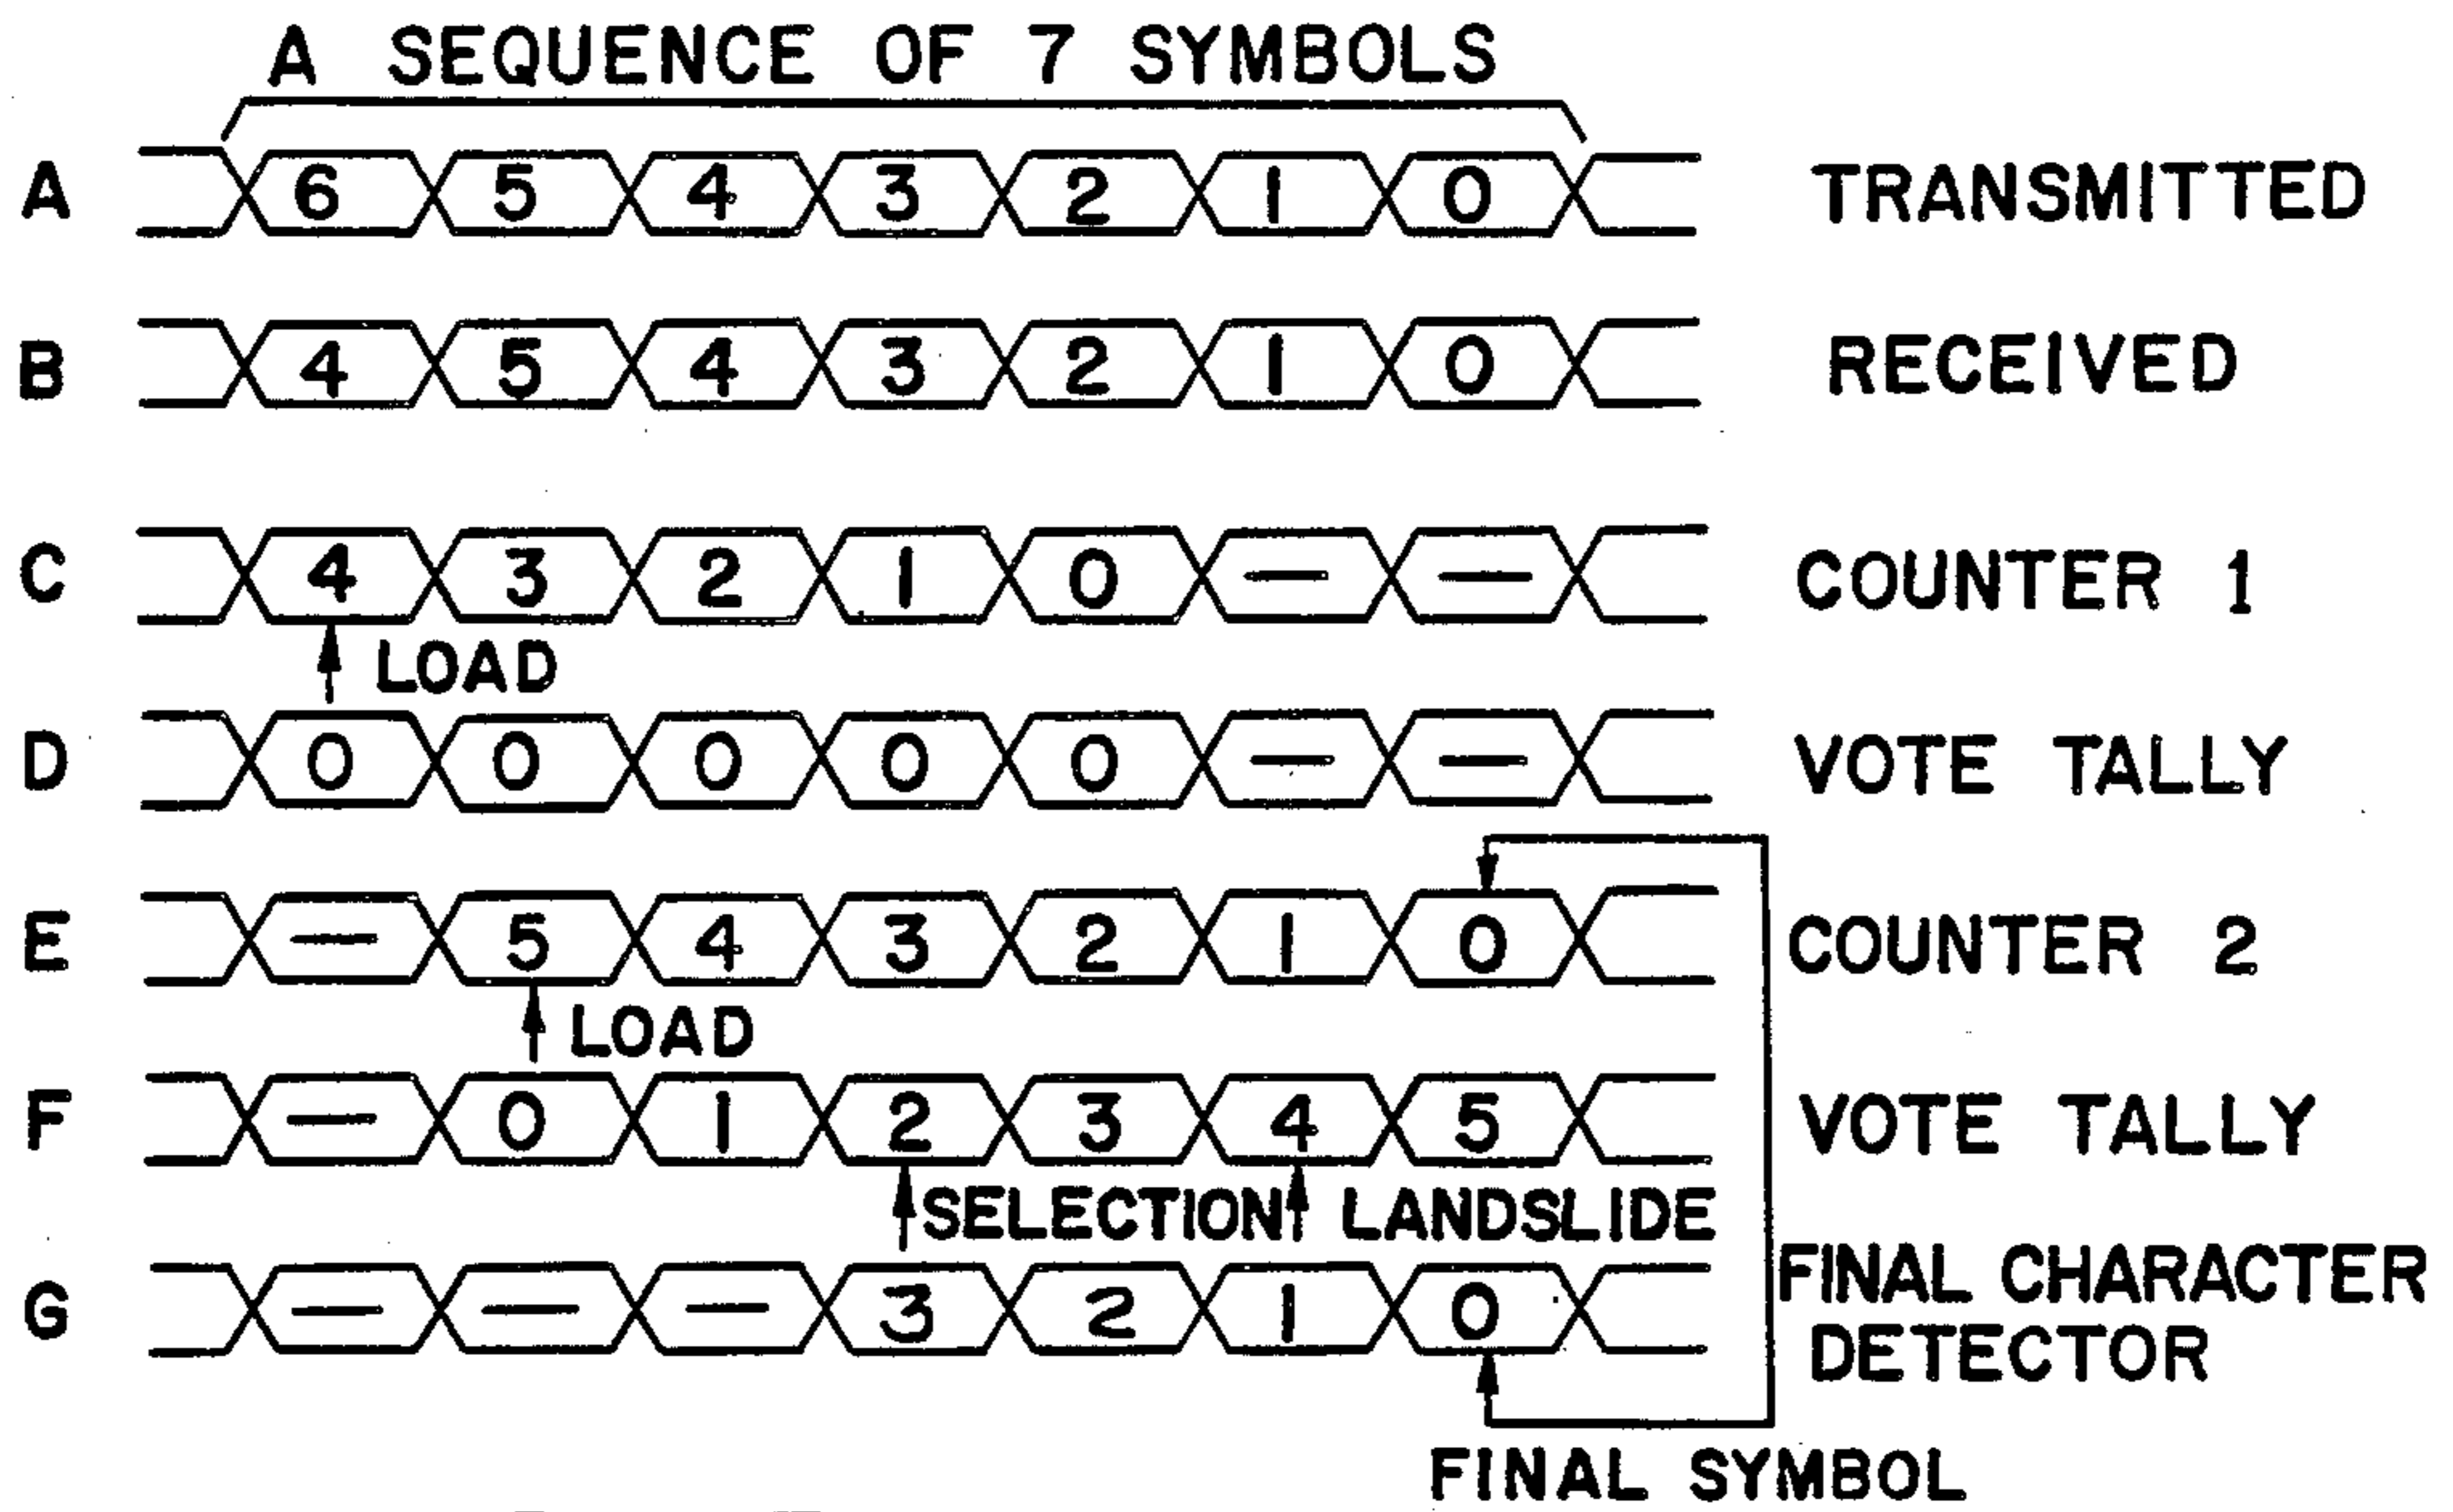 A SEQUENCE OF 7 SYMBOLS
A 6 5 4 3 2 1 0 TRANSMITTED
B 4 5 4 3 2 1 0 RECEIVED
C 4 3 2 1 0 — — COUNTER 1
LOAD
D 0 0 0 0 0 — — VOTE TALLY
E — 5 4 3 2 1 0 COUNTER 2
LOAD
F — 0 1 2 3 4 5 VOTE TALLY
SELECTION LANDSLIDE
G — — — 3 2 1 0 FINAL CHARACTER
DETECTOR
FINAL SYMBOL